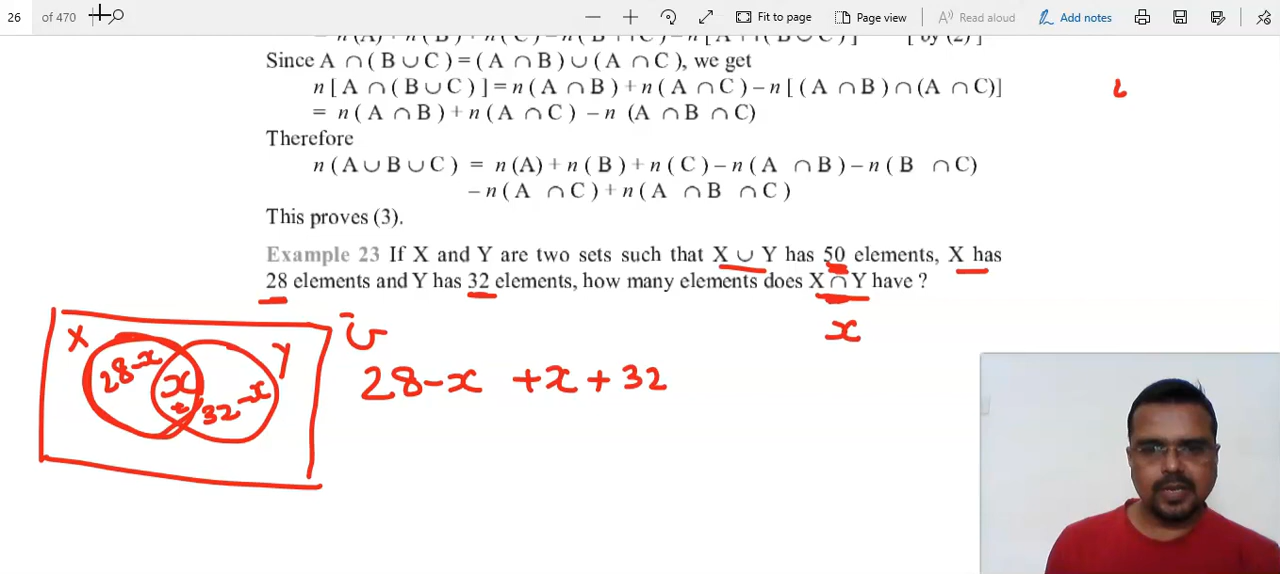 26 of 470 Fit to page Page view Read aloud Add notes
Since A ∩ ( B ∪ C ) = ( A ∩ B ) ∪ ( A ∩ C ), we get
n [ A ∩ ( B ∪ C ) ] = n ( A ∩ B ) + n ( A ∩ C ) – n [ ( A ∩ B ) ∩ (A ∩ C)]
= n ( A ∩ B ) + n ( A ∩ C ) – n (A ∩ B ∩ C)
Therefore
n ( A ∪ B ∪ C ) = n (A) + n ( B ) + n ( C ) – n ( A ∩ B ) – n ( B ∩ C)
– n ( A ∩ C ) + n ( A ∩ B ∩ C )
This proves (3).
Example 23 If X and Y are two sets such that X ∪ Y has 50 elements, X has
28 elements and Y has 32 elements, how many elements does X ∩ Y have ?
x
U
X
Y
28-x
x
32-x
28-x +x+32